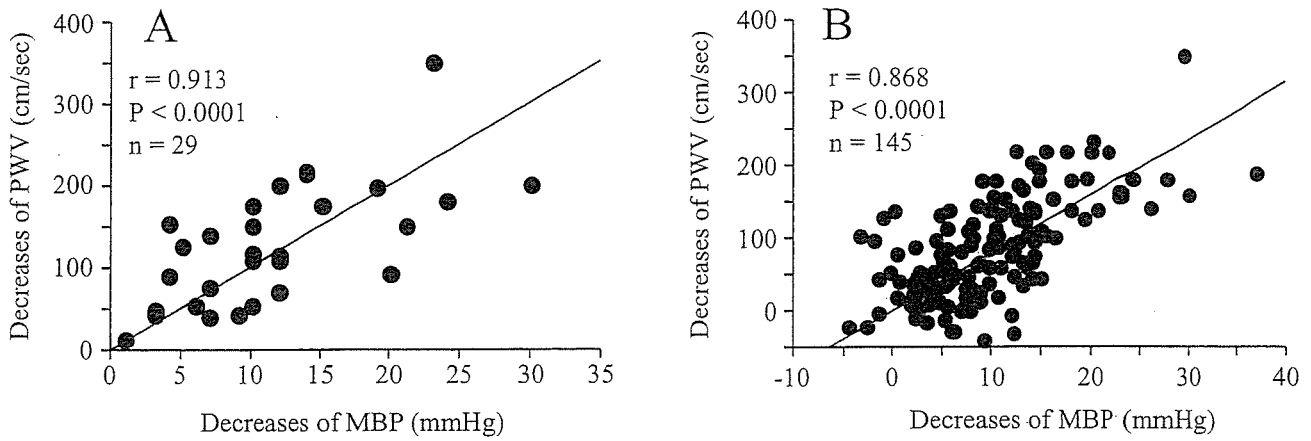 A
r = 0.913
P < 0.0001
n = 29
Decreases of PWV (cm/sec)
400
300
200
100
0
0 5 10 15 20 25 30 35
Decreases of MBP (mmHg)
B
r = 0.868
P < 0.0001
n = 145
Decreases of PWV (cm/sec)
400
300
200
100
0
-10 0 10 20 30 40
Decreases of MBP (mmHg)